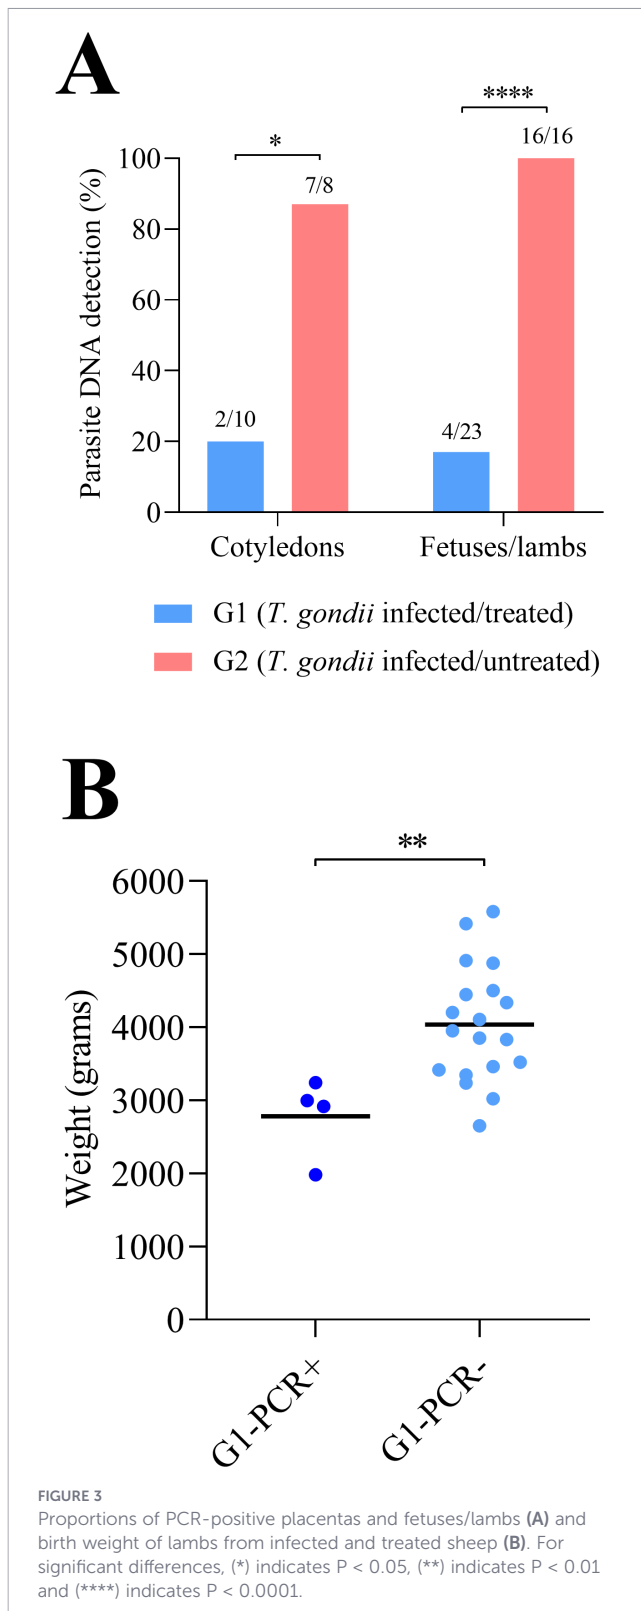 A
****
16/16
*
7/8
100
80
60
40
20
0
Parasite DNA detection (%)
2/10
4/23
Cotyledons
Fetuses/lambs
G1 (T. gondii infected/treated)
G2 (T. gondii infected/untreated)
B
**
6000
5000
4000
3000
2000
1000
0
Weight (grams)
G1-PCR+
G1-PCR-
FIGURE 3
Proportions of PCR-positive placentas and fetuses/lambs (A) and
birth weight of lambs from infected and treated sheep (B). For
significant differences, (*) indicates P < 0.05, (**) indicates P < 0.01
and (****) indicates P < 0.0001.